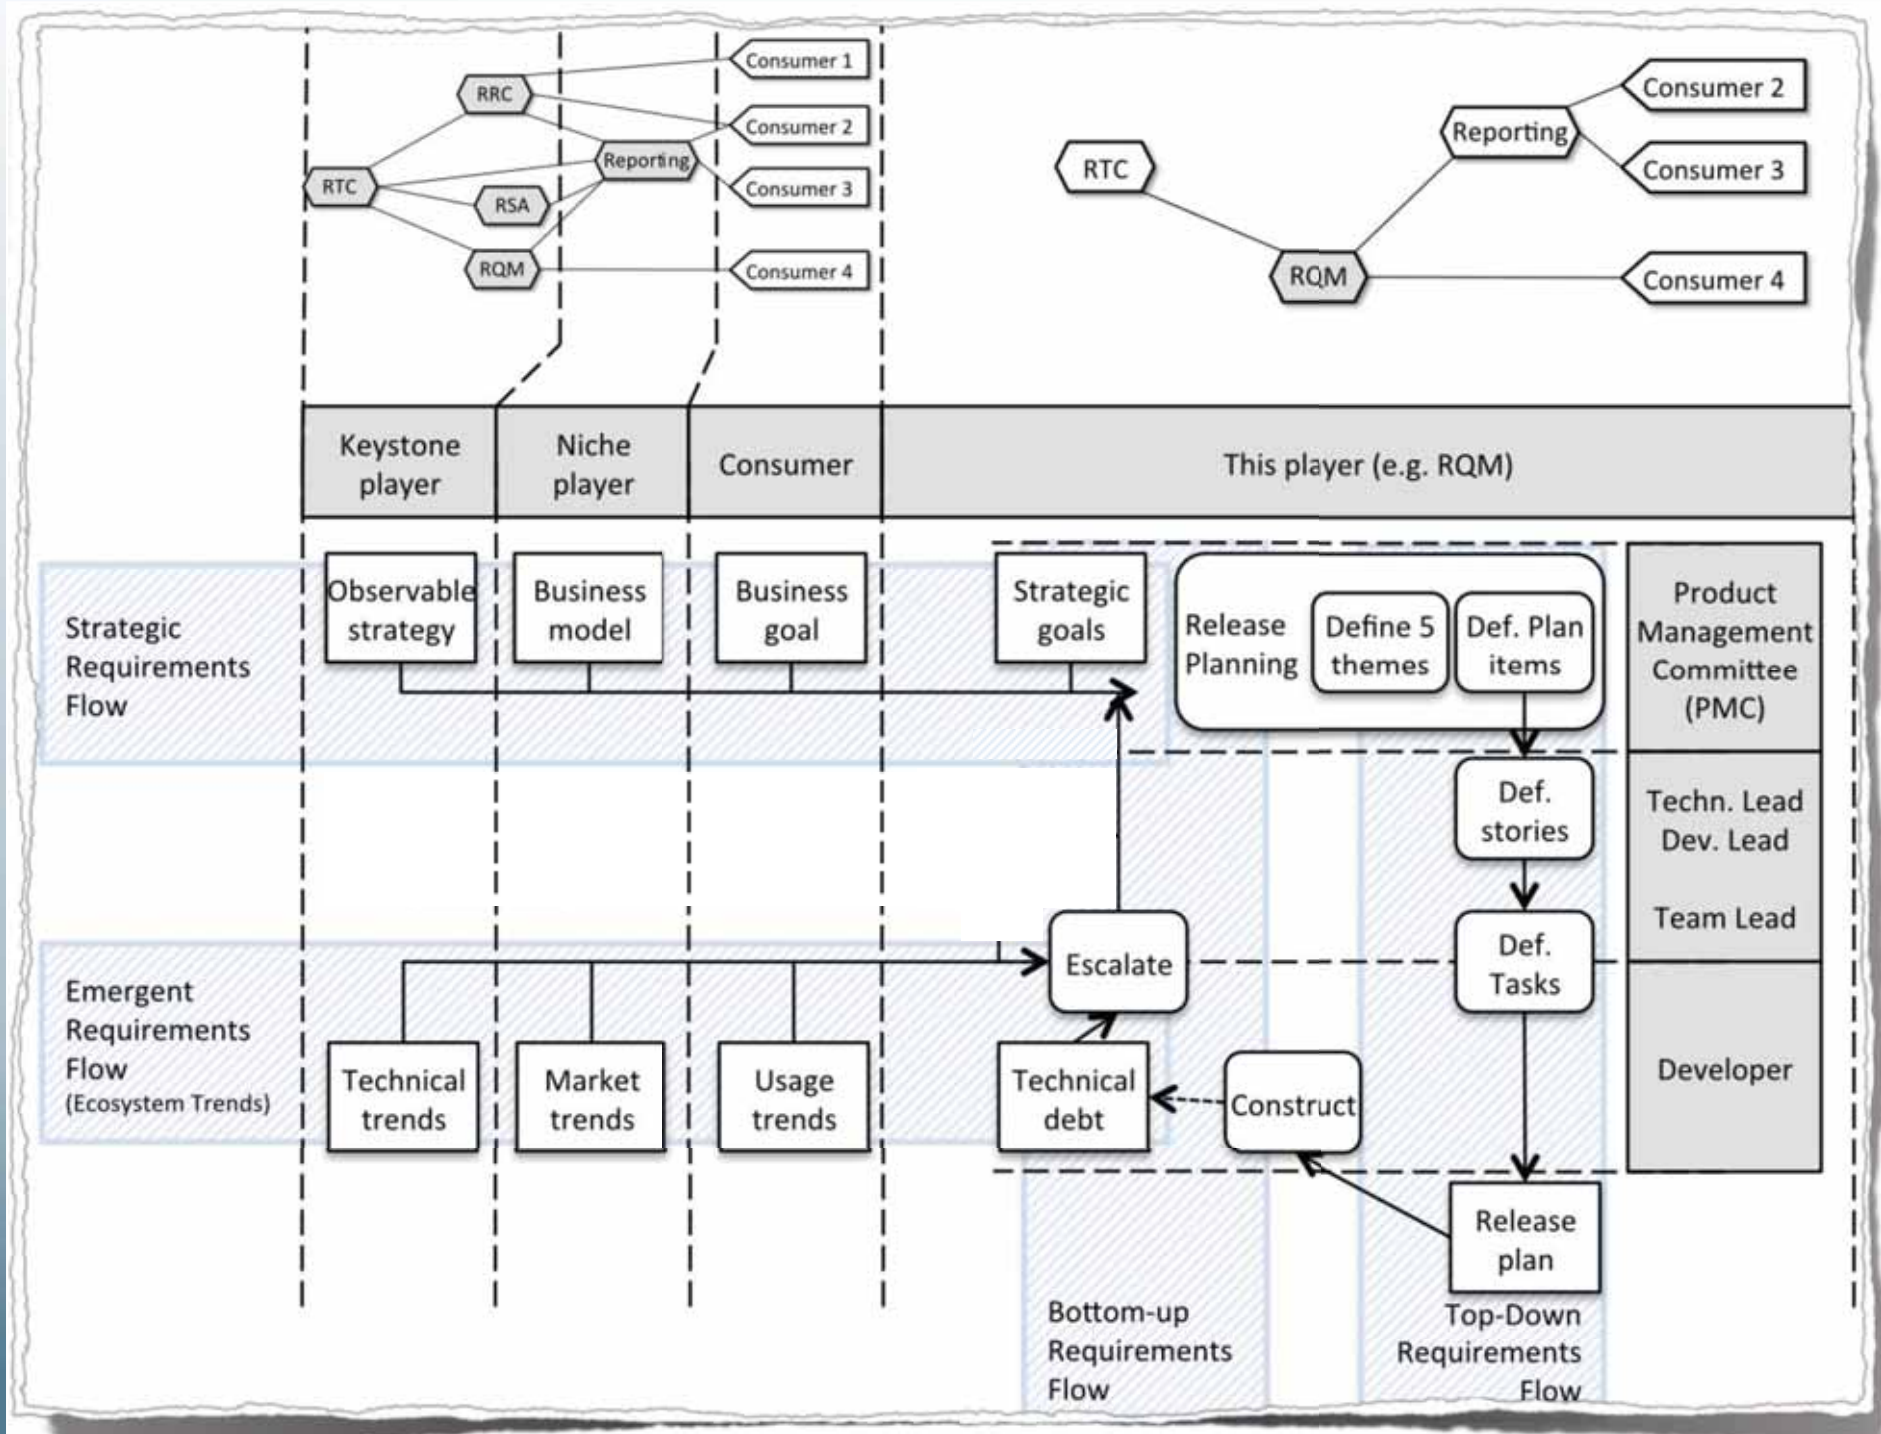 Consumer 1
RRC
Consumer 2
Reporting
RTC
Consumer 3
RSA
RQM
Consumer 4
Consumer 2
Reporting
RTC
Consumer 3
RQM
Consumer 4
Keystone
player
Niche
player
Consumer
This player (e.g. RQM)
Strategic
Requirements
Flow
Observable
strategy
Business
model
Business
goal
Strategic
goals
Release
Planning
Define 5
themes
Def. Plan
items
Product
Management
Committee
(PMC)
Def.
stories
Techn. Lead
Dev. Lead
Team Lead
Emergent
Requirements
Flow
(Ecosystem Trends)
Escalate
Def.
Tasks
Technical
trends
Market
trends
Usage
trends
Technical
debt
Construct
Developer
Release
plan
Bottom-up
Requirements
Flow
Top-Down
Requirements
Flow